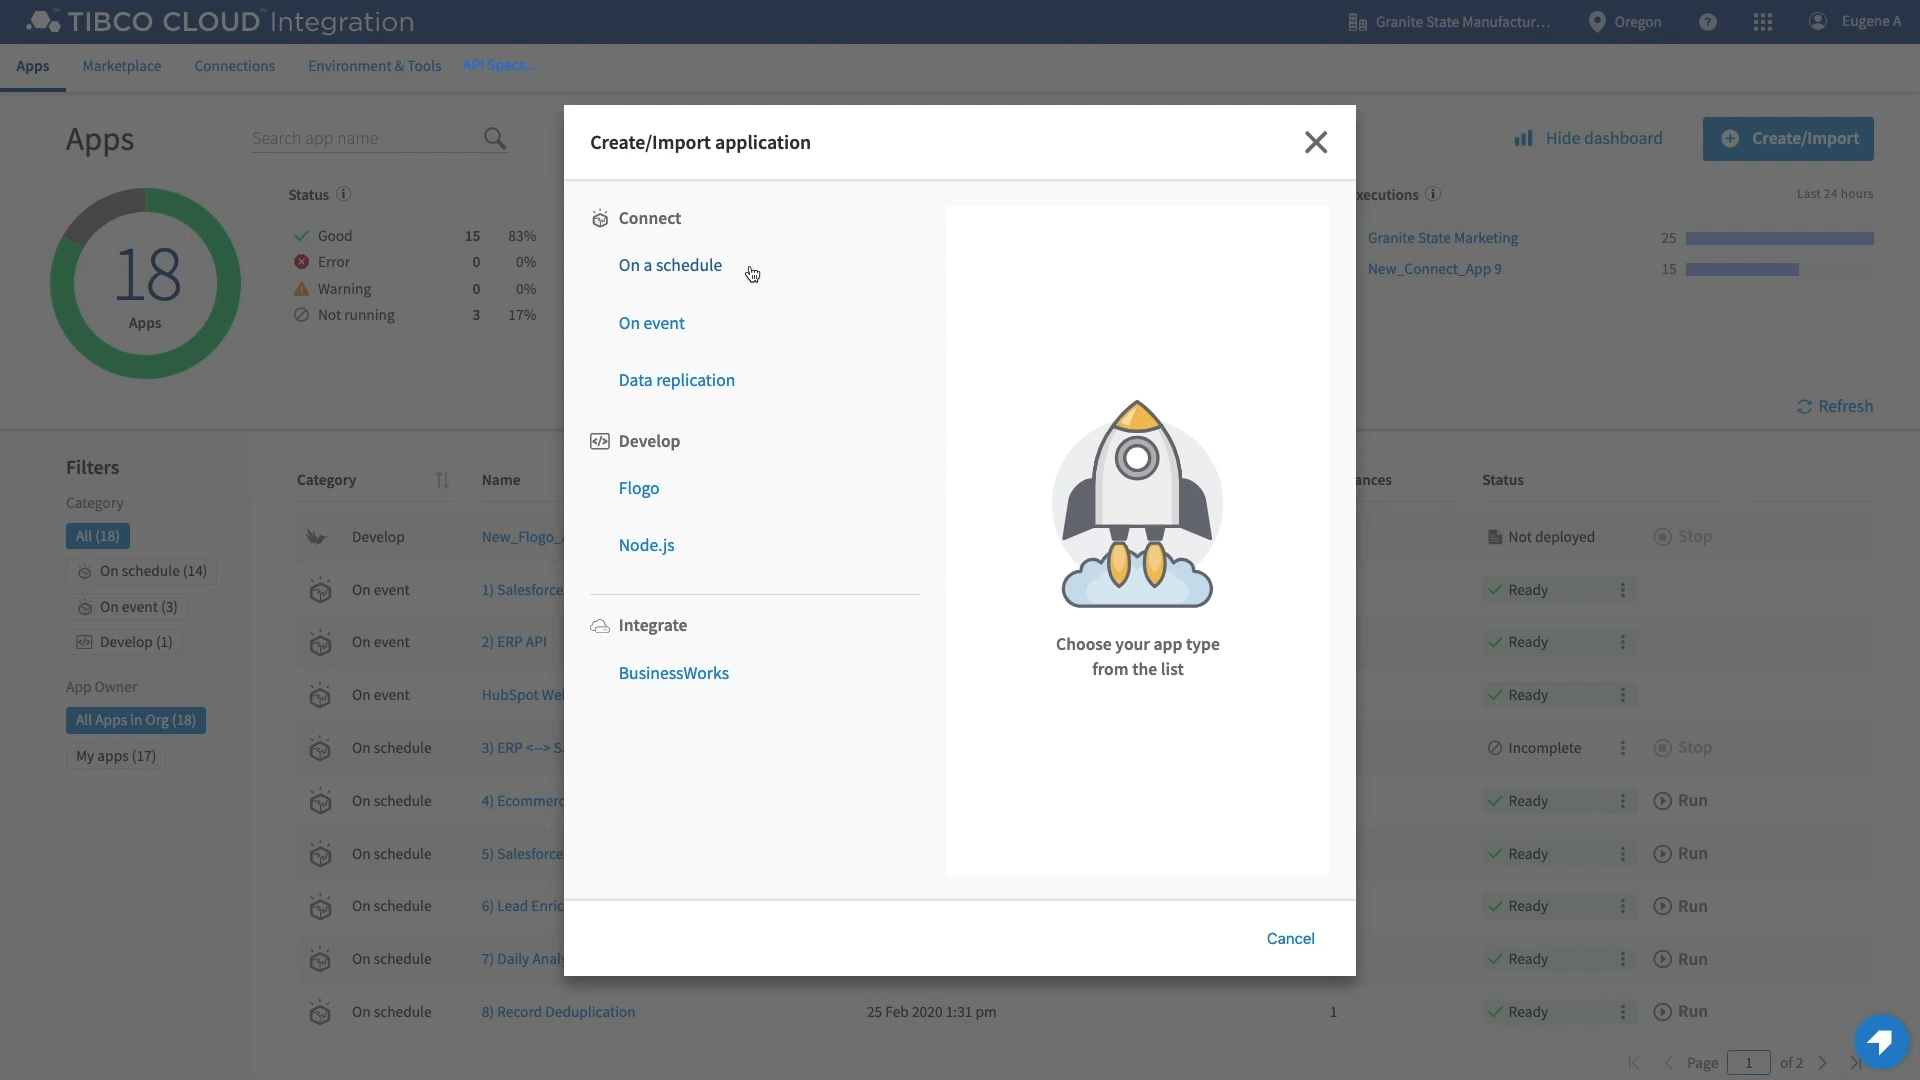 TIBCO CLOUD™ Integration
Granite State Manufactur...
Oregon
Eugene A
Apps
Marketplace
Connections
Environment & Tools
API Specs...
Apps
Search app name
Hide dashboard
Create/Import
18
Apps
Status
Good 15 83%
Error 0 0%
Warning 0 0%
Not running 3 17%
xecutions
Last 24 hours
Granite State Marketing 25
New_Connect_App 9 15
Refresh
Create/Import application
Connect
On a schedule
On event
Data replication
Develop
Flogo
Node.js
Integrate
BusinessWorks
Choose your app type
from the list
Cancel
Filters
Category
All (18)
On schedule (14)
On event (3)
Develop (1)
App Owner
All Apps in Org (18)
My apps (17)
Category Name ances Status
Develop New_Flogo_ Not deployed Stop
On event 1) Salesforce Ready
On event 2) ERP API Ready
On event HubSpot We Ready
On schedule 3) ERP <--> S Incomplete Stop
On schedule 4) Ecommerc Ready Run
On schedule 5) Salesforce Ready Run
On schedule 6) Lead Enric Ready Run
On schedule 7) Daily Analy Ready Run
On schedule 8) Record Deduplication 25 Feb 2020 1:31 pm 1 Ready Run
Page 1 of 2